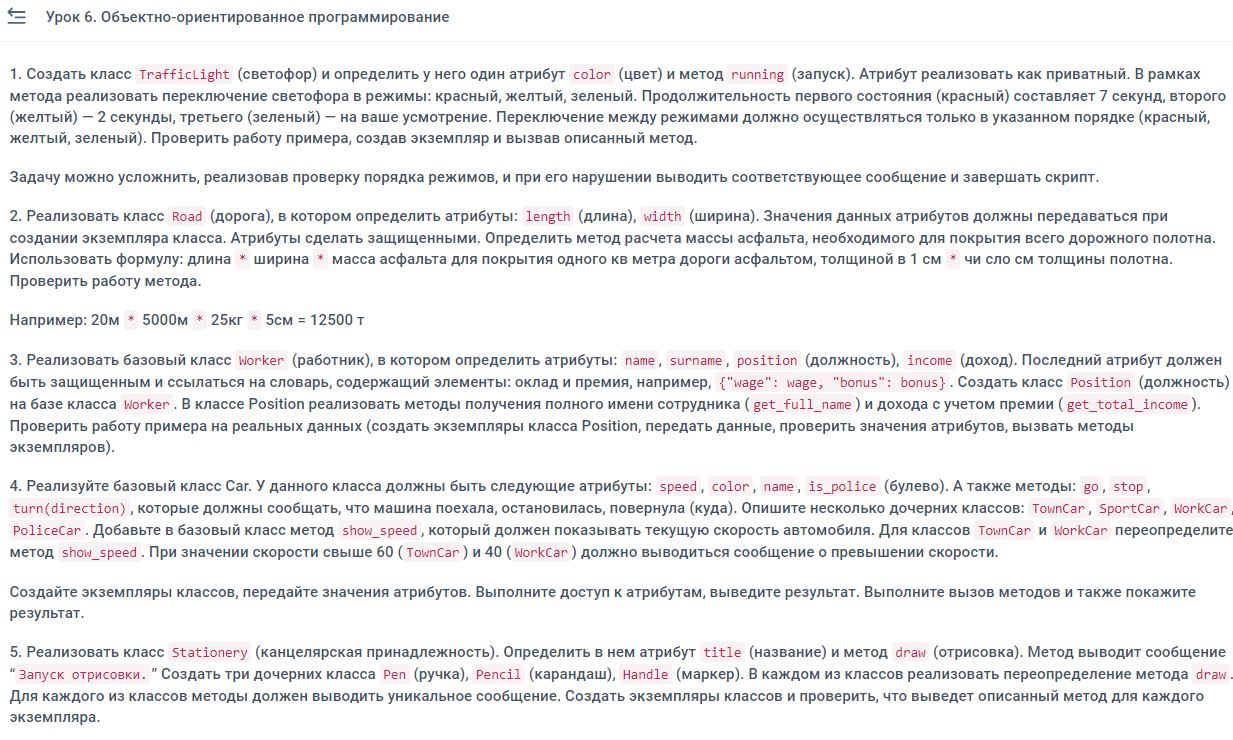 Урок 6. Объектно-ориентированное программирование
1. Создать класс TrafficLight (светофор) и определить у него один атрибут color (цвет) и метод running (запуск). Атрибут реализовать как приватный. В рамках
метода реализовать переключение светофора в режимы: красный, желтый, зеленый. Продолжительность первого состояния (красный) составляет 7 секунд, второго
(желтый) — 2 секунды, третьего (зеленый) — на ваше усмотрение. Переключение между режимами должно осуществляться только в указанном порядке (красный,
желтый, зеленый). Проверить работу примера, создав экземпляр и вызвав описанный метод.
Задачу можно усложнить, реализовав проверку порядка режимов, и при его нарушении выводить соответствующее сообщение и завершать скрипт.
2. Реализовать класс Road (дорога), в котором определить атрибуты: length (длина), width (ширина). Значения данных атрибутов должны передаваться при
создании экземпляра класса. Атрибуты сделать защищенными. Определить метод расчета массы асфальта, необходимого для покрытия всего дорожного полотна.
Использовать формулу: длина * ширина * масса асфальта для покрытия одного кв метра дороги асфальтом, толщиной в 1 см * чи сло см толщины полотна.
Проверить работу метода.
Например: 20м * 5000м * 25кг * 5см = 12500 т
3. Реализовать базовый класс Worker (работник), в котором определить атрибуты: name, surname, position (должность), income (доход). Последний атрибут должен
быть защищенным и ссылаться на словарь, содержащий элементы: оклад и премия, например, {"wage": wage, "bonus": bonus}. Создать класс Position (должность)
на базе класса Worker. В классе Position реализовать методы получения полного имени сотрудника (get_full_name) и дохода с учетом премии (get_total_income).
Проверить работу примера на реальных данных (создать экземпляры класса Position, передать данные, проверить значения атрибутов, вызвать методы
экземпляров).
4. Реализуйте базовый класс Car. У данного класса должны быть следующие атрибуты: speed, color, name, is_police (булево). А также методы: go, stop,
turn(direction), которые должны сообщать, что машина поехала, остановилась, повернула (куда). Опишите несколько дочерних классов: TownCar, SportCar, WorkCar,
PoliceCar. Добавьте в базовый класс метод show_speed, который должен показывать текущую скорость автомобиля. Для классов TownCar и WorkCar переопределите
метод show_speed. При значении скорости свыше 60 (TownCar) и 40 (WorkCar) должно выводиться сообщение о превышении скорости.
Создайте экземпляры классов, передайте значения атрибутов. Выполните доступ к атрибутам, выведите результат. Выполните вызов методов и также покажите
результат.
5. Реализовать класс Stationery (канцелярская принадлежность). Определить в нем атрибут title (название) и метод draw (отрисовка). Метод выводит сообщение
“Запуск отрисовки.” Создать три дочерних класса Pen (ручка), Pencil (карандаш), Handle (маркер). В каждом из классов реализовать переопределение метода draw.
Для каждого из классов методы должен выводить уникальное сообщение. Создать экземпляры классов и проверить, что выведет описанный метод для каждого
экземпляра.